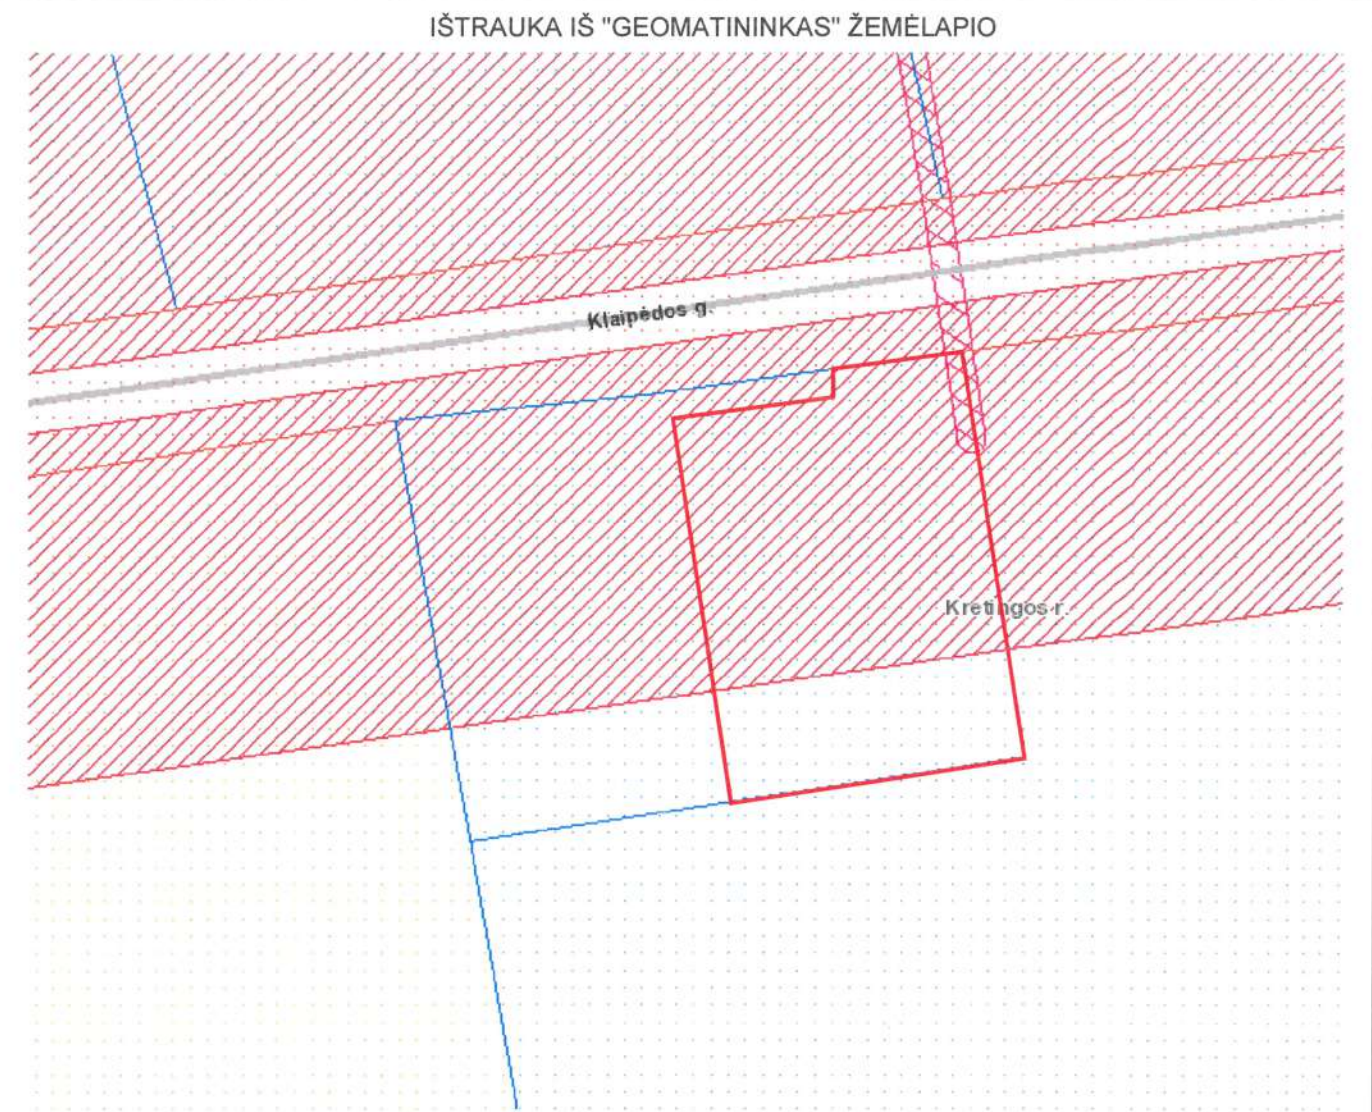 IŠTRAUKA IŠ "GEOMATININKAS" ŽEMĖLAPIO
Klaipėdos g.
Kretingos r.